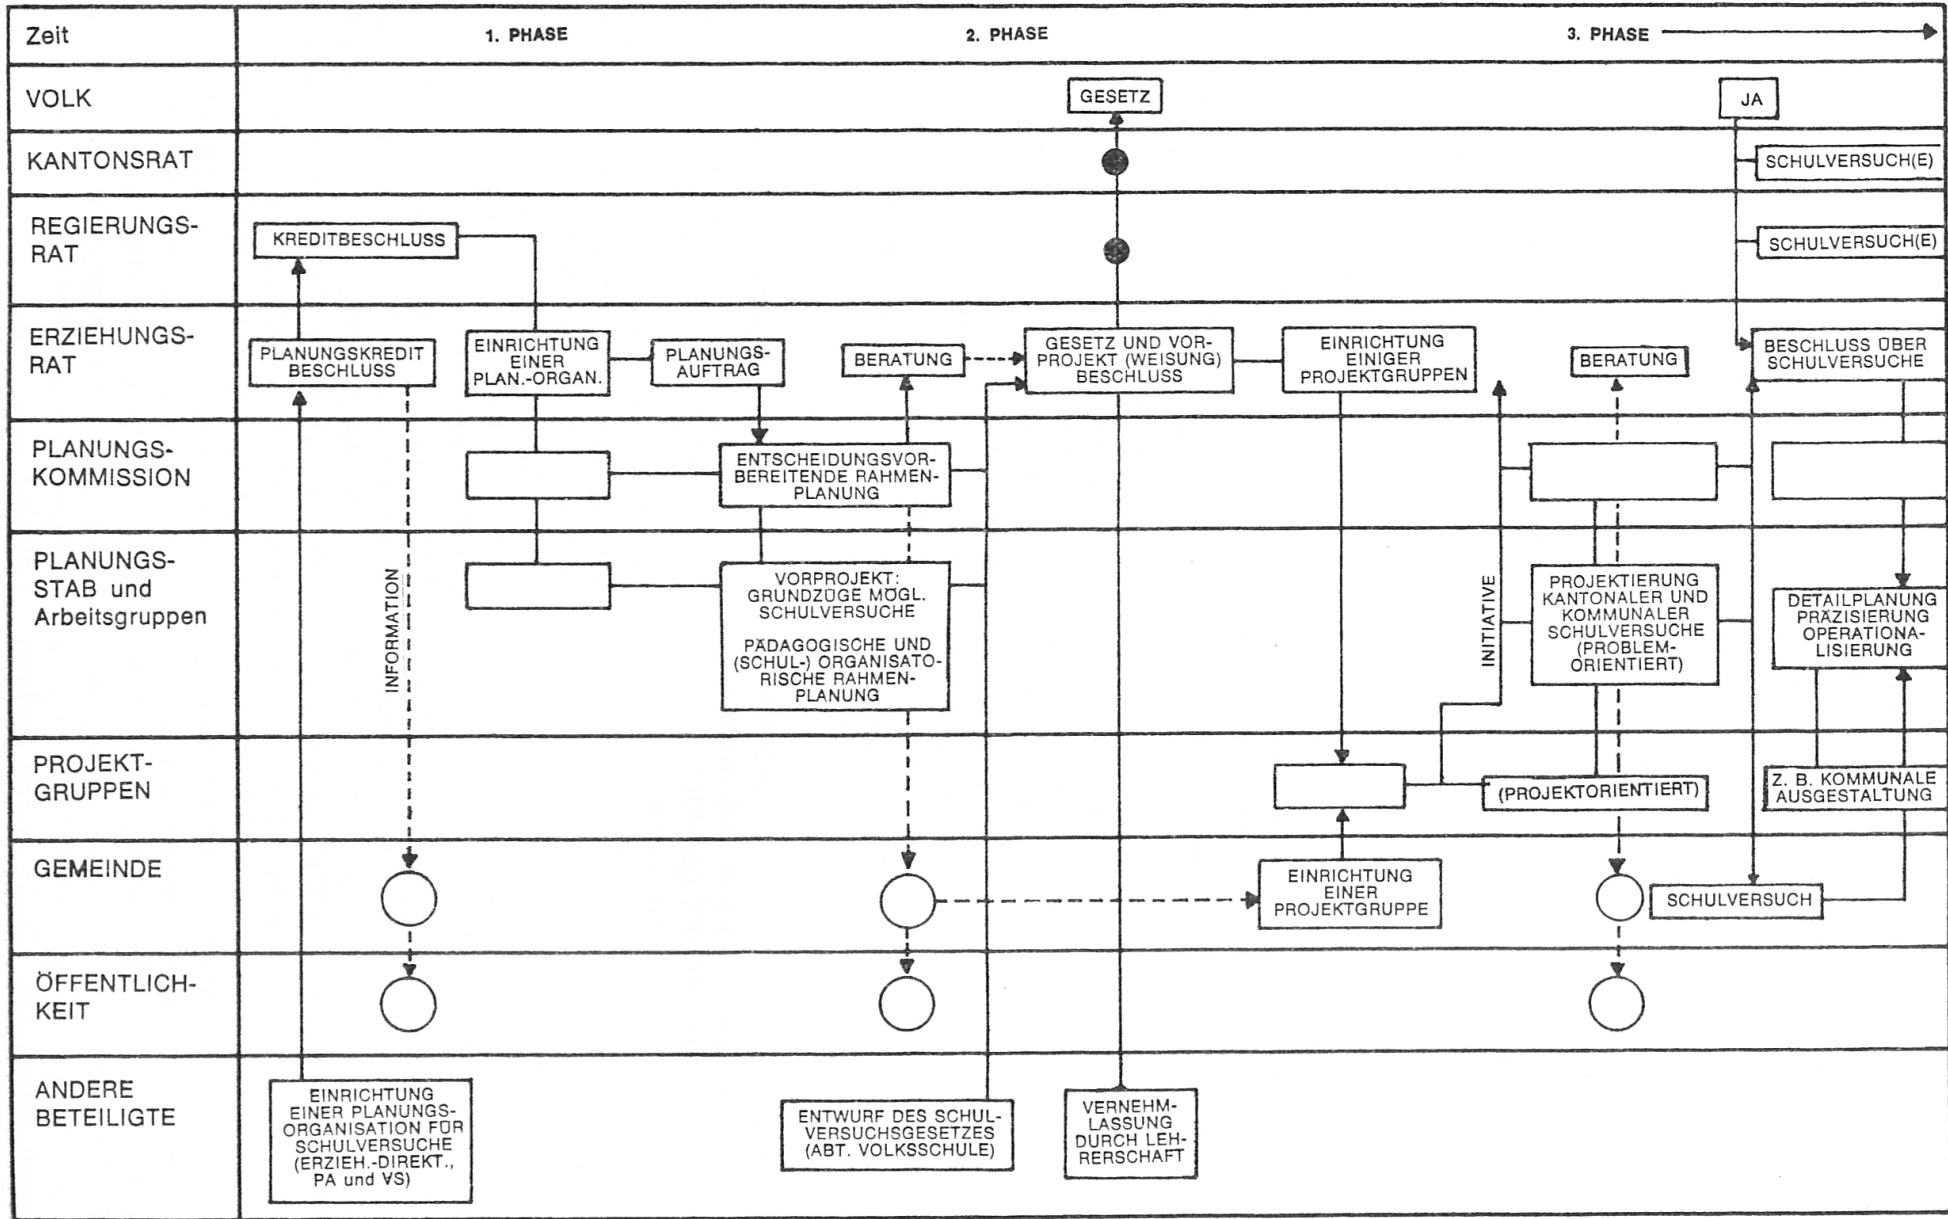 Zeit
1. PHASE
2. PHASE
3. PHASE
VOLK
GESETZ
JA
KANTONSRAT
SCHULVERSUCH(E)
REGIERUNGS-
RAT
KREDITBESCHLUSS
SCHULVERSUCH(E)
ERZIEHUNGS-
RAT
PLANUNGSKREDIT
BESCHLUSS
EINRICHTUNG
EINER
PLAN.-ORGAN.
PLANUNGS-
AUFTRAG
BERATUNG
GESETZ UND VOR-
PROJEKT (WEISUNG)
BESCHLUSS
EINRICHTUNG
EINIGER
PROJEKTGRUPPEN
BERATUNG
BESCHLUSS ÜBER
SCHULVERSUCHE
PLANUNGS-
KOMMISSION
ENTSCHEIDUNGSVOR-
BEREITENDE RAHMEN-
PLANUNG
PLANUNGS-
STAB und
Arbeitsgruppen
INFORMATION
VORPROJEKT:
GRUNDZÜGE MÖGL.
SCHULVERSUCHE
PÄDAGOGISCHE UND
(SCHUL-) ORGANISATO-
RISCHE RAHMEN-
PLANUNG
INITIATIVE
PROJEKTIERUNG
KANTONALER UND
KOMMUNALER
SCHULVERSUCHE
(PROBLEM-
ORIENTIERT)
DETAILPLANUNG
PRÄZISIERUNG
OPERATIONA-
LISIERUNG
PROJEKT-
GRUPPEN
(PROJEKTORIENTIERT)
Z. B. KOMMUNALE
AUSGESTALTUNG
GEMEINDE
EINRICHTUNG
EINER
PROJEKTGRUPPE
SCHULVERSUCH
ÖFFENTLICH-
KEIT
ANDERE
BETEILIGTE
EINRICHTUNG
EINER PLANUNGS-
ORGANISATION FÜR
SCHULVERSUCHE
(ERZIEH.-DIREKT.,
PA und VS)
ENTWURF DES SCHUL-
VERSUCHSGESETZES
(ABT. VOLKSSCHULE)
VERNEHM-
LASSUNG
DURCH LEH-
RERSCHAFT